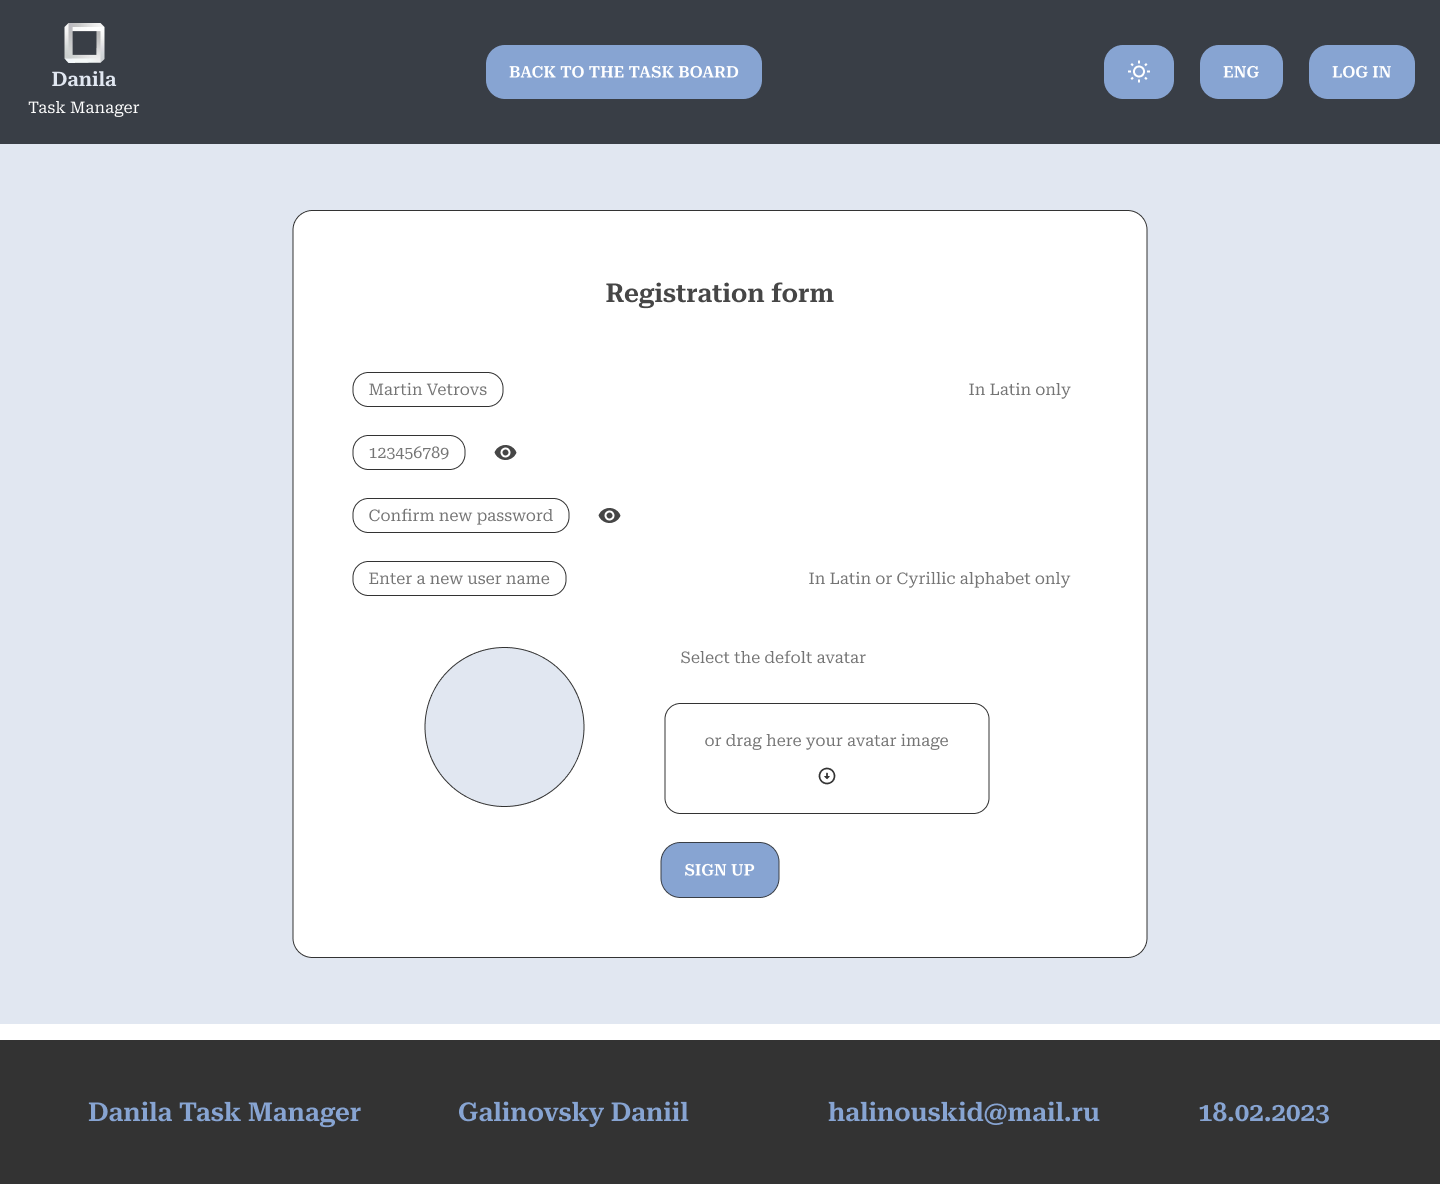 Danila
Task Manager
BACK TO THE TASK BOARD
ENG
LOG IN
Registration form
Martin Vetrovs
In Latin only
123456789
Confirm new password
Enter a new user name
In Latin or Cyrillic alphabet only
Select the defolt avatar
or drag here your avatar image
SIGN UP
Danila Task Manager
Galinovsky Daniil
halinouskid@mail.ru
18.02.2023